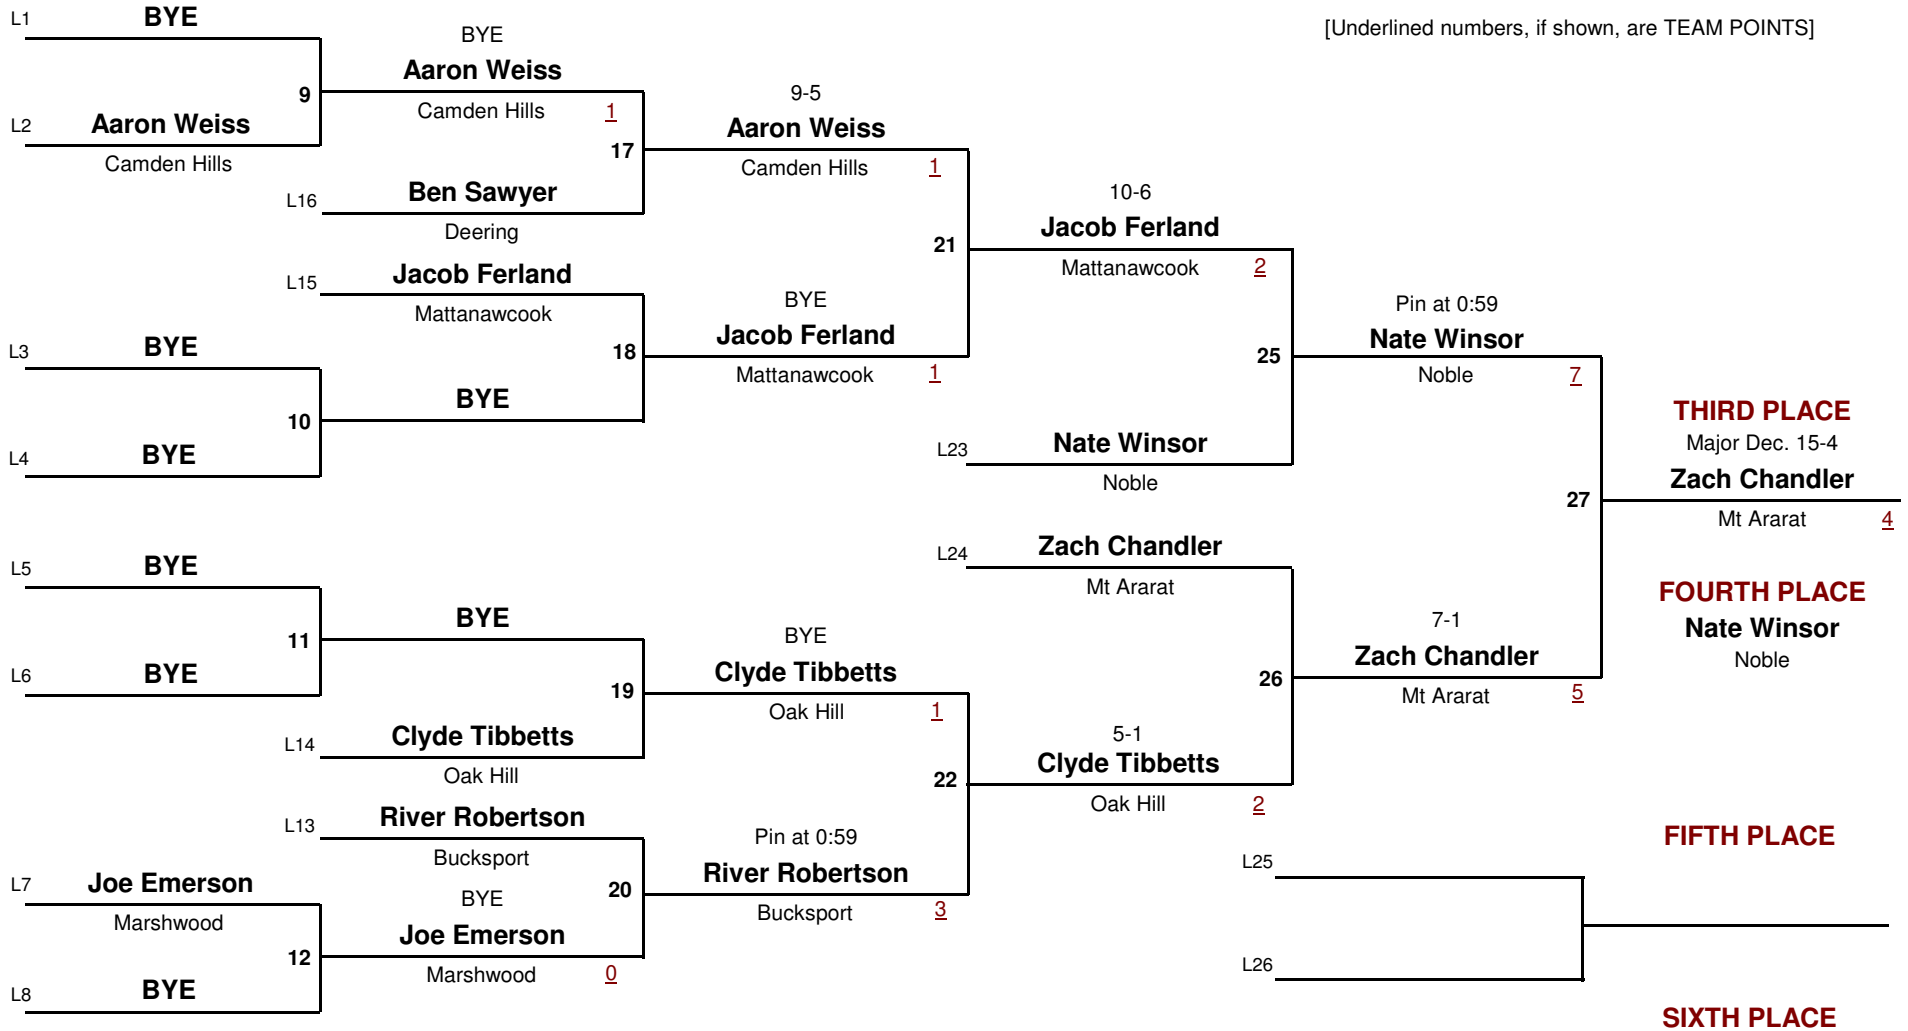 [Underlined numbers, if shown, are TEAM POINTS]
L1
BYE
9
L2
Aaron Weiss
Camden Hills
BYE
Aaron Weiss
Camden Hills
1
17
L16
Ben Sawyer
Deering
9-5
Aaron Weiss
Camden Hills
1
L15
Jacob Ferland
Mattanawcook
L3
BYE
10
L4
BYE
BYE
18
BYE
Jacob Ferland
Mattanawcook
1
21
10-6
Jacob Ferland
Mattanawcook
2
25
L23
Nate Winsor
Noble
Pin at 0:59
Nate Winsor
Noble
7
L5
BYE
11
L6
BYE
BYE
19
L14
Clyde Tibbetts
Oak Hill
BYE
Clyde Tibbetts
Oak Hill
1
L13
River Robertson
Bucksport
L7
Joe Emerson
Marshwood
12
L8
BYE
BYE
Joe Emerson
Marshwood
0
20
Pin at 0:59
River Robertson
Bucksport
3
22
5-1
Clyde Tibbetts
Oak Hill
2
L24
Zach Chandler
Mt Ararat
26
7-1
Zach Chandler
Mt Ararat
5
27
THIRD PLACE
Major Dec. 15-4
Zach Chandler
Mt Ararat
4
FOURTH PLACE
Nate Winsor
Noble
FIFTH PLACE
L25
L26
SIXTH PLACE